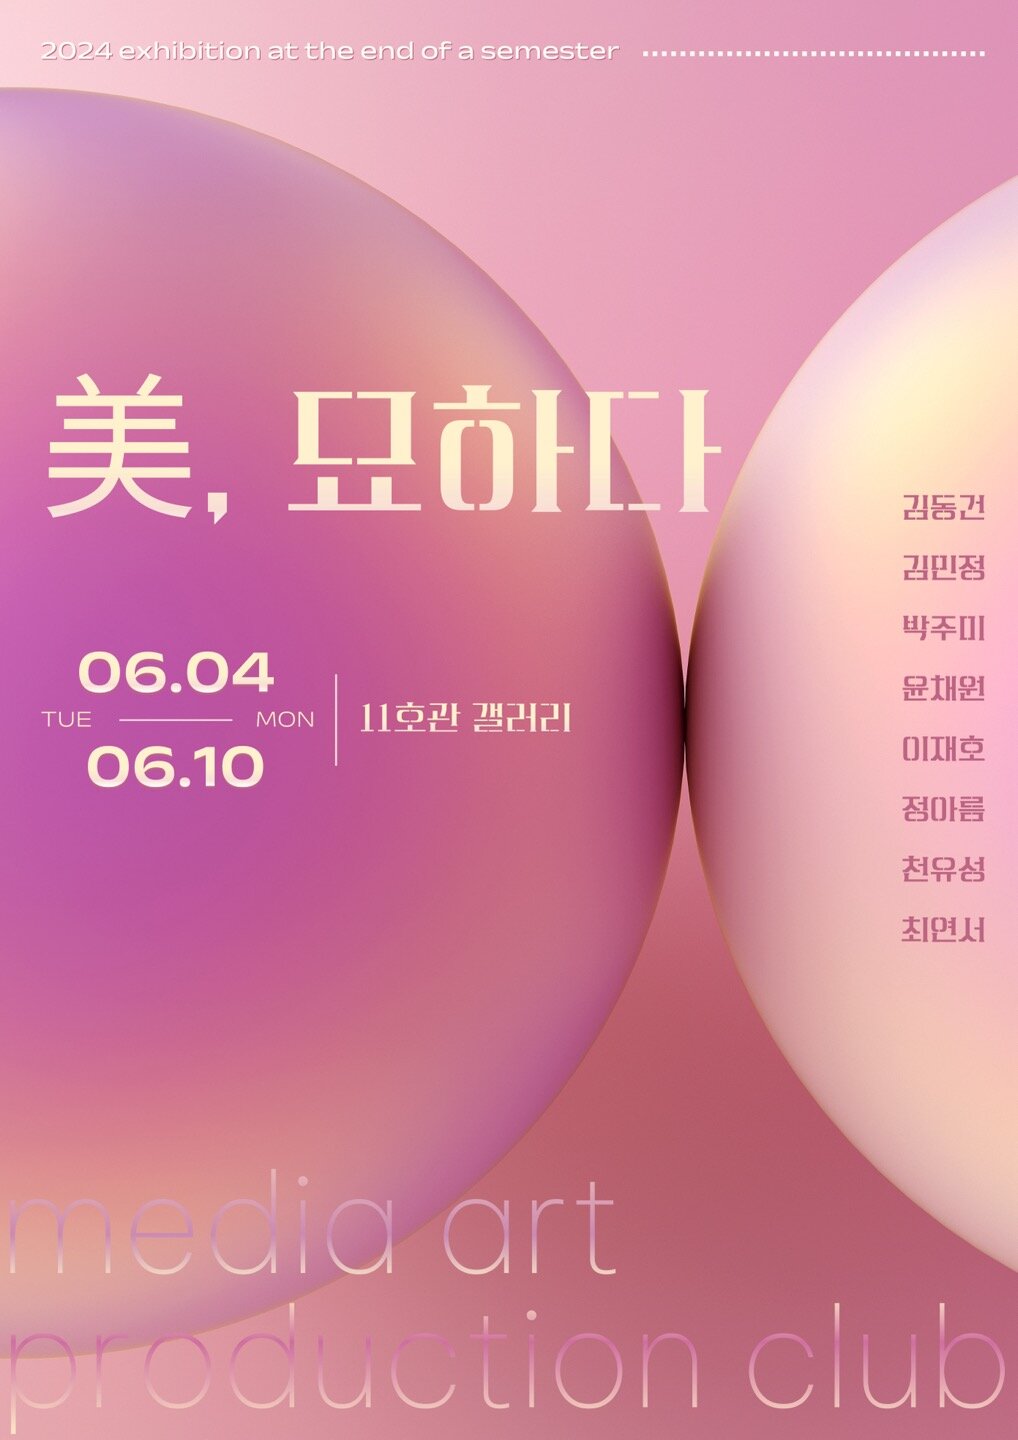 2024 exhibition at the end of a semester
美, 묘하다
06.04
TUE MON
06.10
11호관 갤러리
김동건
김민정
박주미
윤채원
이재호
정아름
천유성
최연서
media art
production club